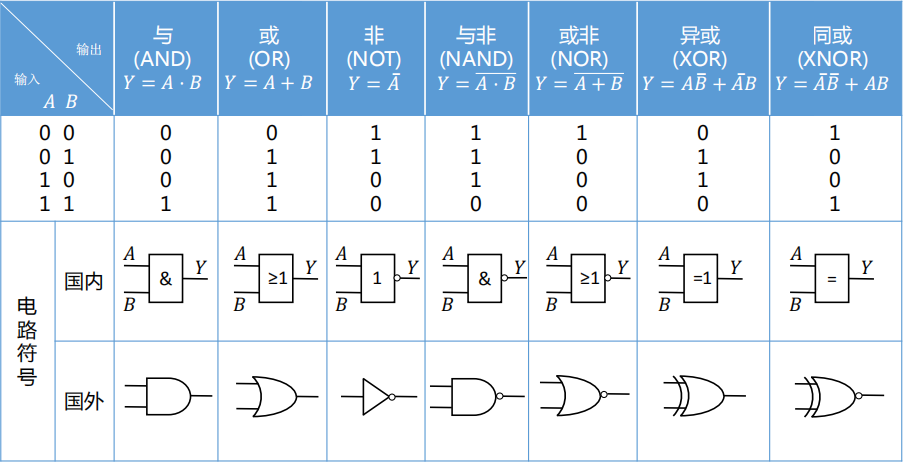 输出
输入
A B
与
(AND)
Y = A · B
或
(OR)
Y = A + B
非
(NOT)
Y = Ā
与非
(NAND)
Y = \overline{A · B}
或非
(NOR)
Y = \overline{A + B}
异或
(XOR)
Y = AB̄ + ĀB
同或
(XNOR)
Y = ĀB̄ + AB
0 0 0 0 1 1 1 0 1
0 1 0 1 1 1 0 1 0
1 0 0 1 0 1 0 1 0
1 1 1 1 0 0 0 0 1
电路符号
国内
A
B
&
Y
A
B
≥1
Y
A
B
1
Y
A
B
&
Y
A
B
≥1
Y
A
B
=1
Y
A
B
=
Y
国外